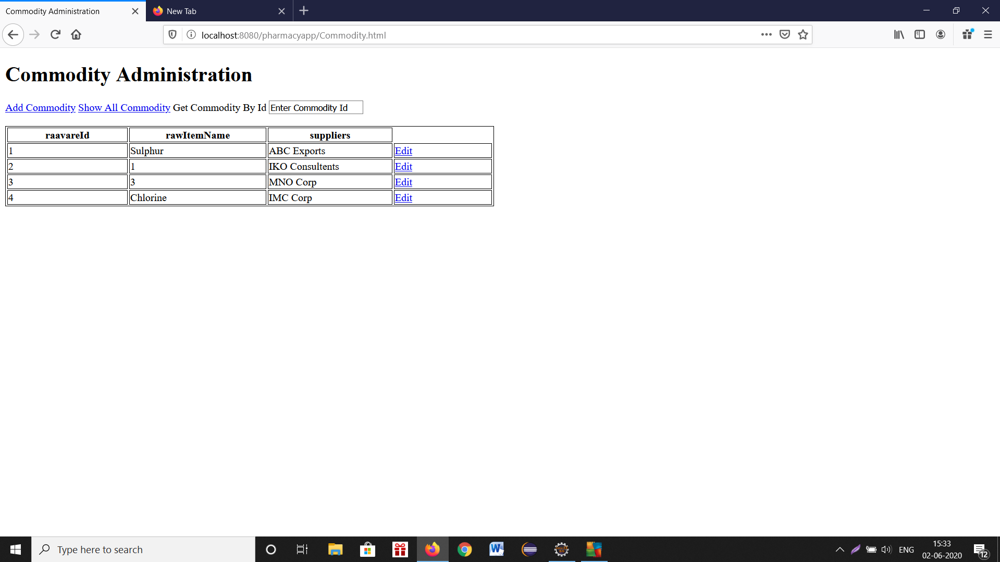 Commodity Administration
New Tab
localhost:8080/pharmacyapp/Commodity.html
Commodity Administration
Add Commodity Show All Commodity Get Commodity By Id Enter Commodity Id
raavareId rawItemName suppliers
1 Sulphur ABC Exports Edit
2 1 IKO Consultents Edit
3 3 MNO Corp Edit
4 Chlorine IMC Corp Edit
Type here to search
ENG
15:33
02-06-2020
12